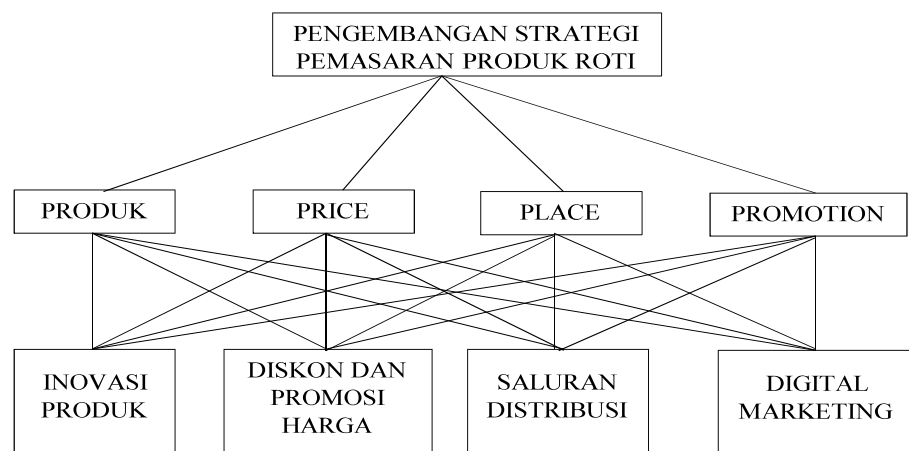 PENGEMBANGAN STRATEGI
PEMASARAN PRODUK ROTI
PRODUK
PRICE
PLACE
PROMOTION
INOVASI
PRODUK
DISKON DAN
PROMOSI
HARGA
SALURAN
DISTRIBUSI
DIGITAL
MARKETING